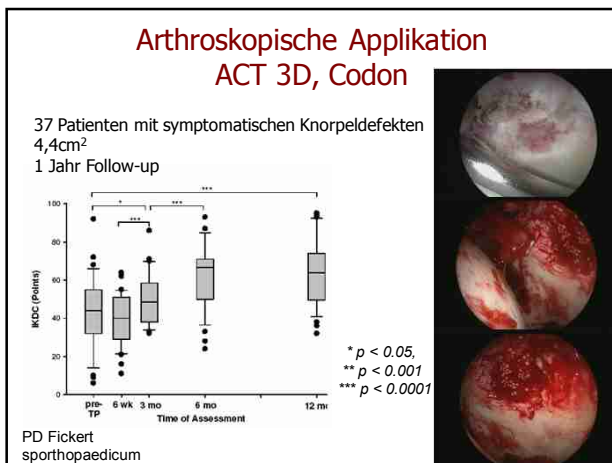 Arthroskopische Applikation
ACT 3D, Codon
37 Patienten mit symptomatischen Knorpeldefekten
4,4cm²
1 Jahr Follow-up
***
* ***
***
100
80
60
40
20
0
IKDC (Points)
pre-TP 6 wk 3 mo 6 mo 12 mo
Time of Assessment
* p < 0.05,
** p < 0.001
*** p < 0.0001
PD Fickert
sporthopaedicum